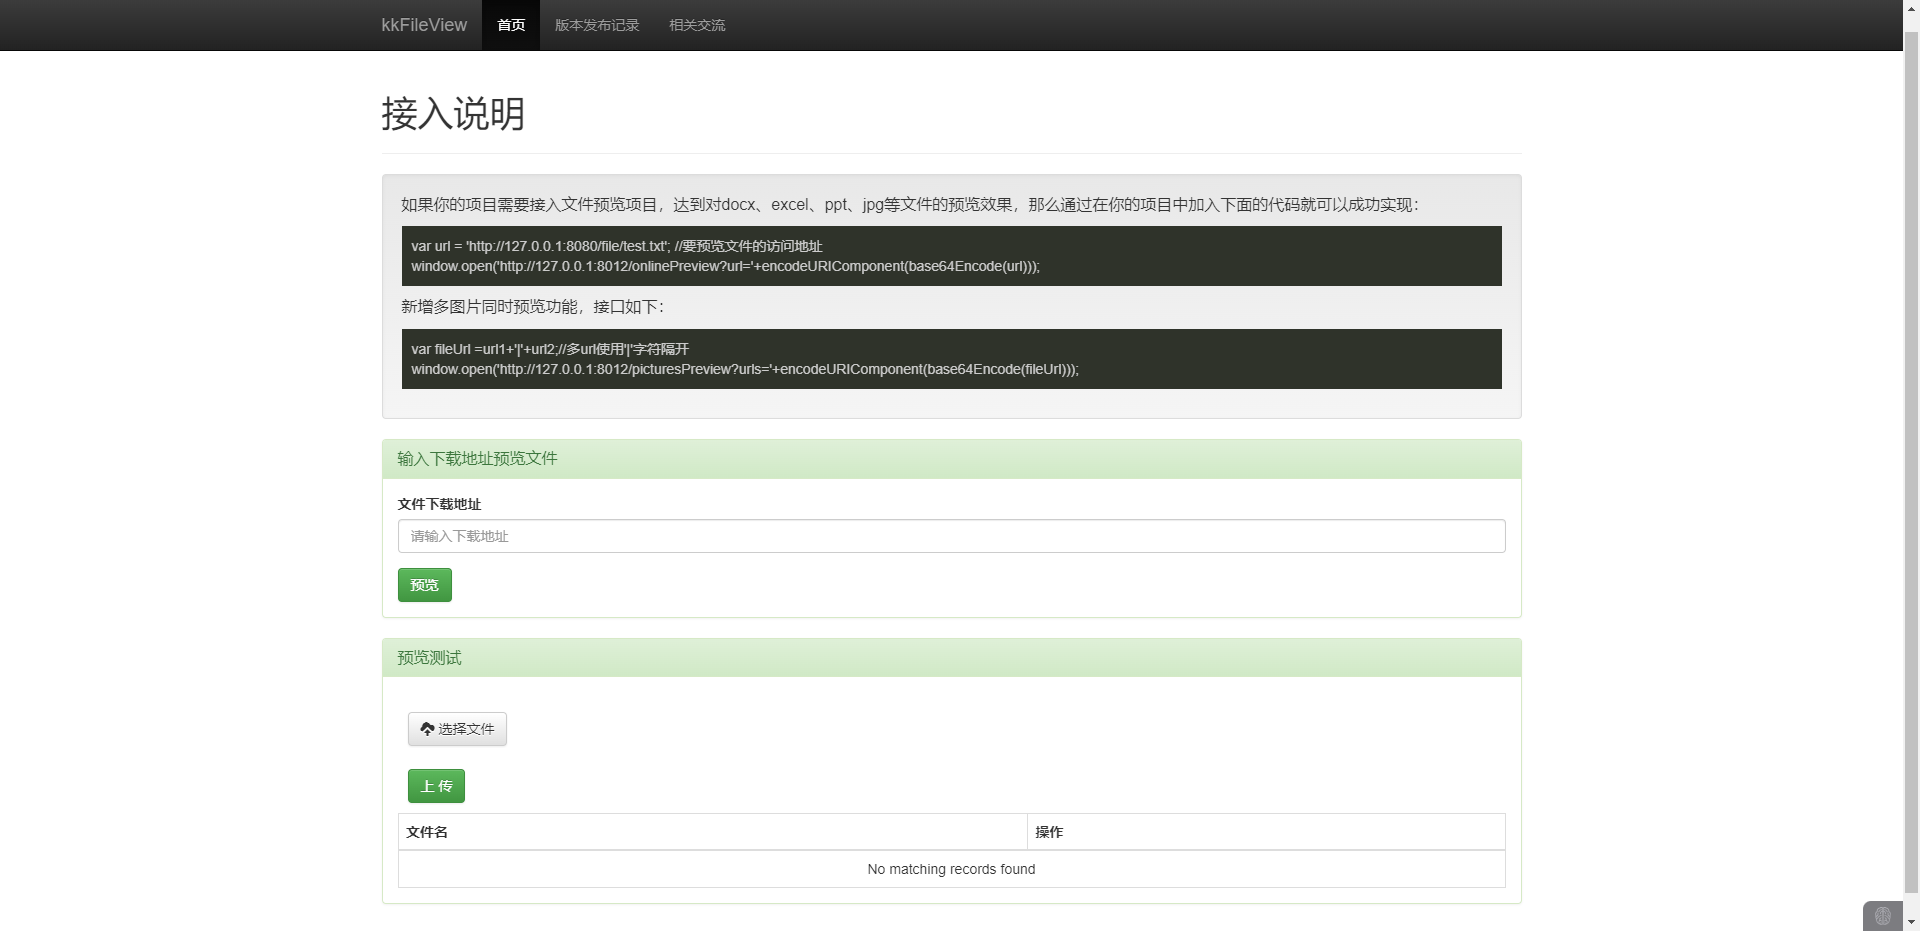 kkFileView 首页 版本发布记录 相关交流
接入说明
如果你的项目需要接入文件预览项目，达到对docx、excel、ppt、jpg等文件的预览效果，那么通过在你的项目中加入下面的代码就可以成功实现：
var url = 'http://127.0.0.1:8080/file/test.txt'; //要预览文件的访问地址
window.open('http://127.0.0.1:8012/onlinePreview?url='+encodeURIComponent(base64Encode(url)));
新增多图片同时预览功能，接口如下：
var fileUrl =url1+'|'+url2;//多url使用'|'字符隔开
window.open('http://127.0.0.1:8012/picturesPreview?urls='+encodeURIComponent(base64Encode(fileUrl)));
输入下载地址预览文件
文件下载地址
请输入下载地址
预览
预览测试
选择文件
上 传
文件名 操作
No matching records found